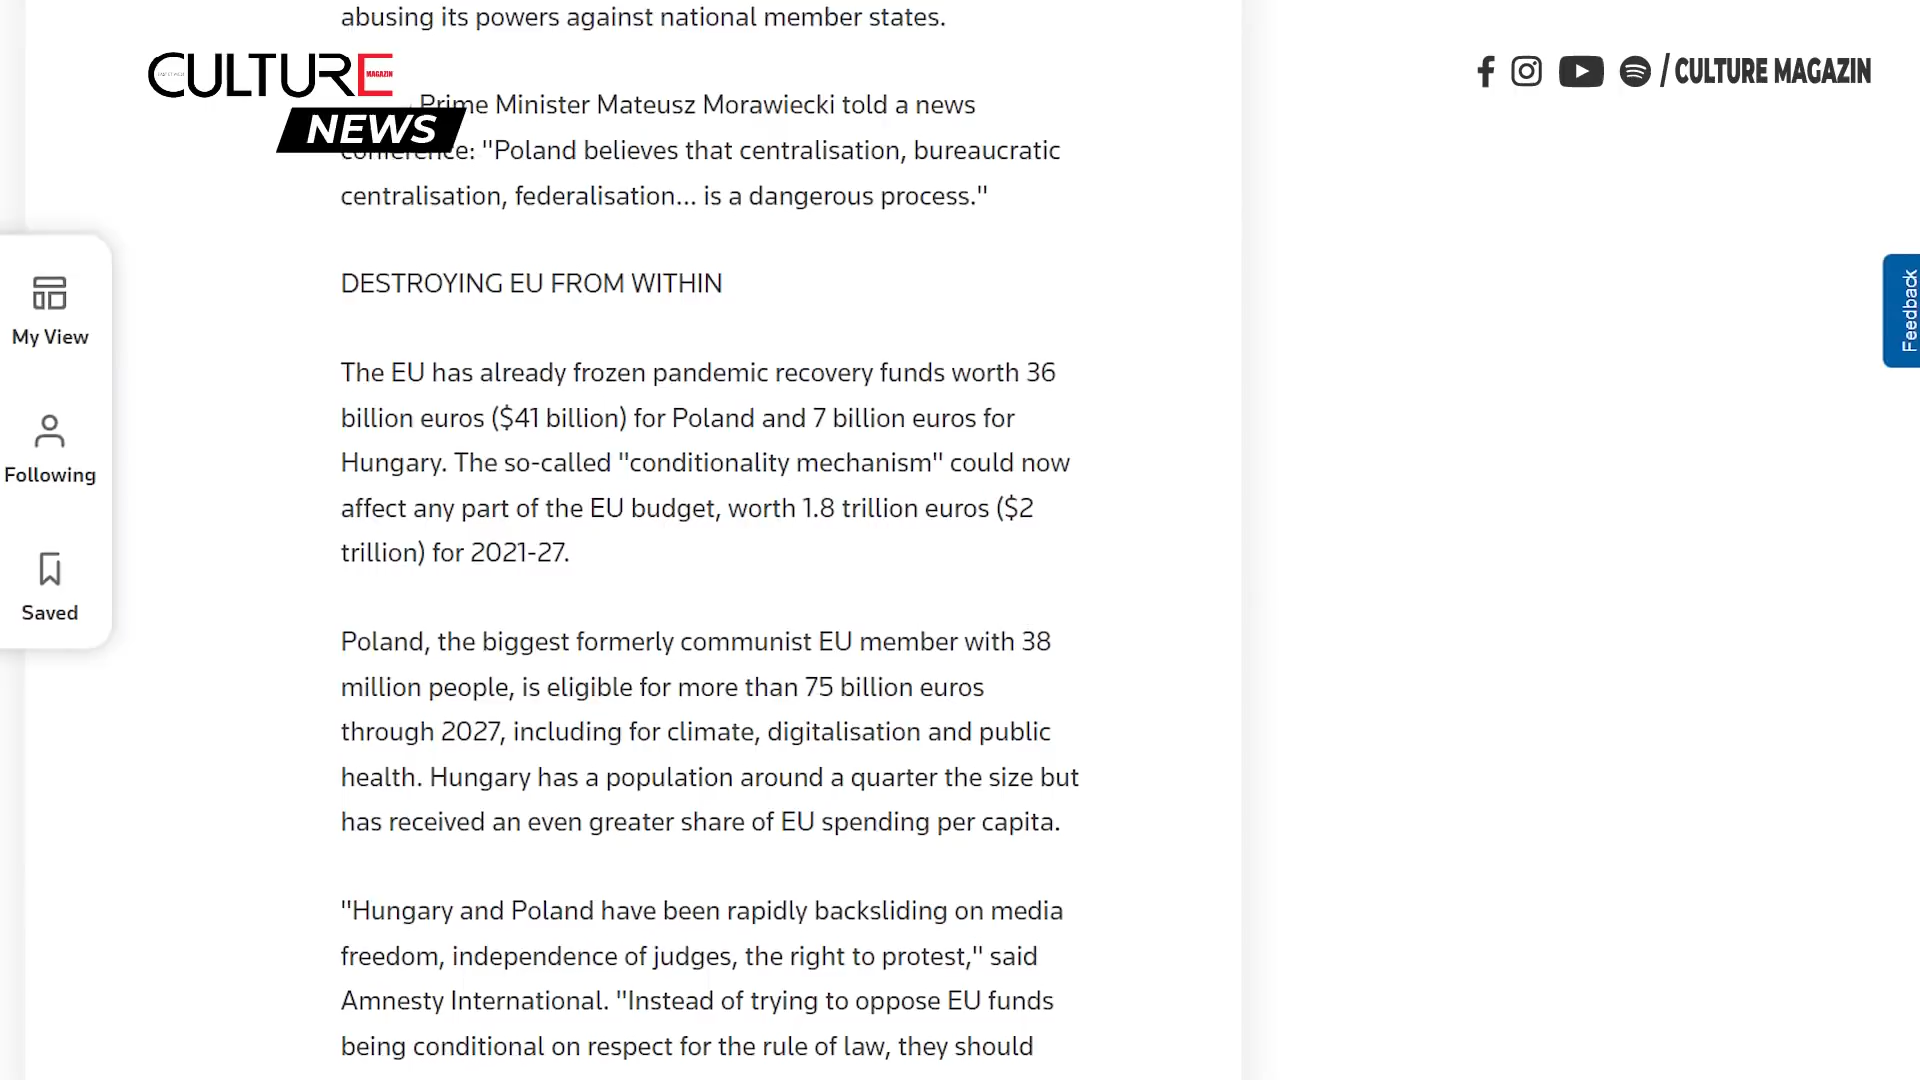 abusing its powers against national member states.
CULTURE
MAGAZIN
NEWS
/ CULTURE MAGAZIN
Prime Minister Mateusz Morawiecki told a news
conference: "Poland believes that centralisation, bureaucratic
centralisation, federalisation... is a dangerous process."
DESTROYING EU FROM WITHIN
My View
Following
Saved
Feedback
The EU has already frozen pandemic recovery funds worth 36
billion euros ($41 billion) for Poland and 7 billion euros for
Hungary. The so-called "conditionality mechanism" could now
affect any part of the EU budget, worth 1.8 trillion euros ($2
trillion) for 2021-27.
Poland, the biggest formerly communist EU member with 38
million people, is eligible for more than 75 billion euros
through 2027, including for climate, digitalisation and public
health. Hungary has a population around a quarter the size but
has received an even greater share of EU spending per capita.
"Hungary and Poland have been rapidly backsliding on media
freedom, independence of judges, the right to protest," said
Amnesty International. "Instead of trying to oppose EU funds
being conditional on respect for the rule of law, they should